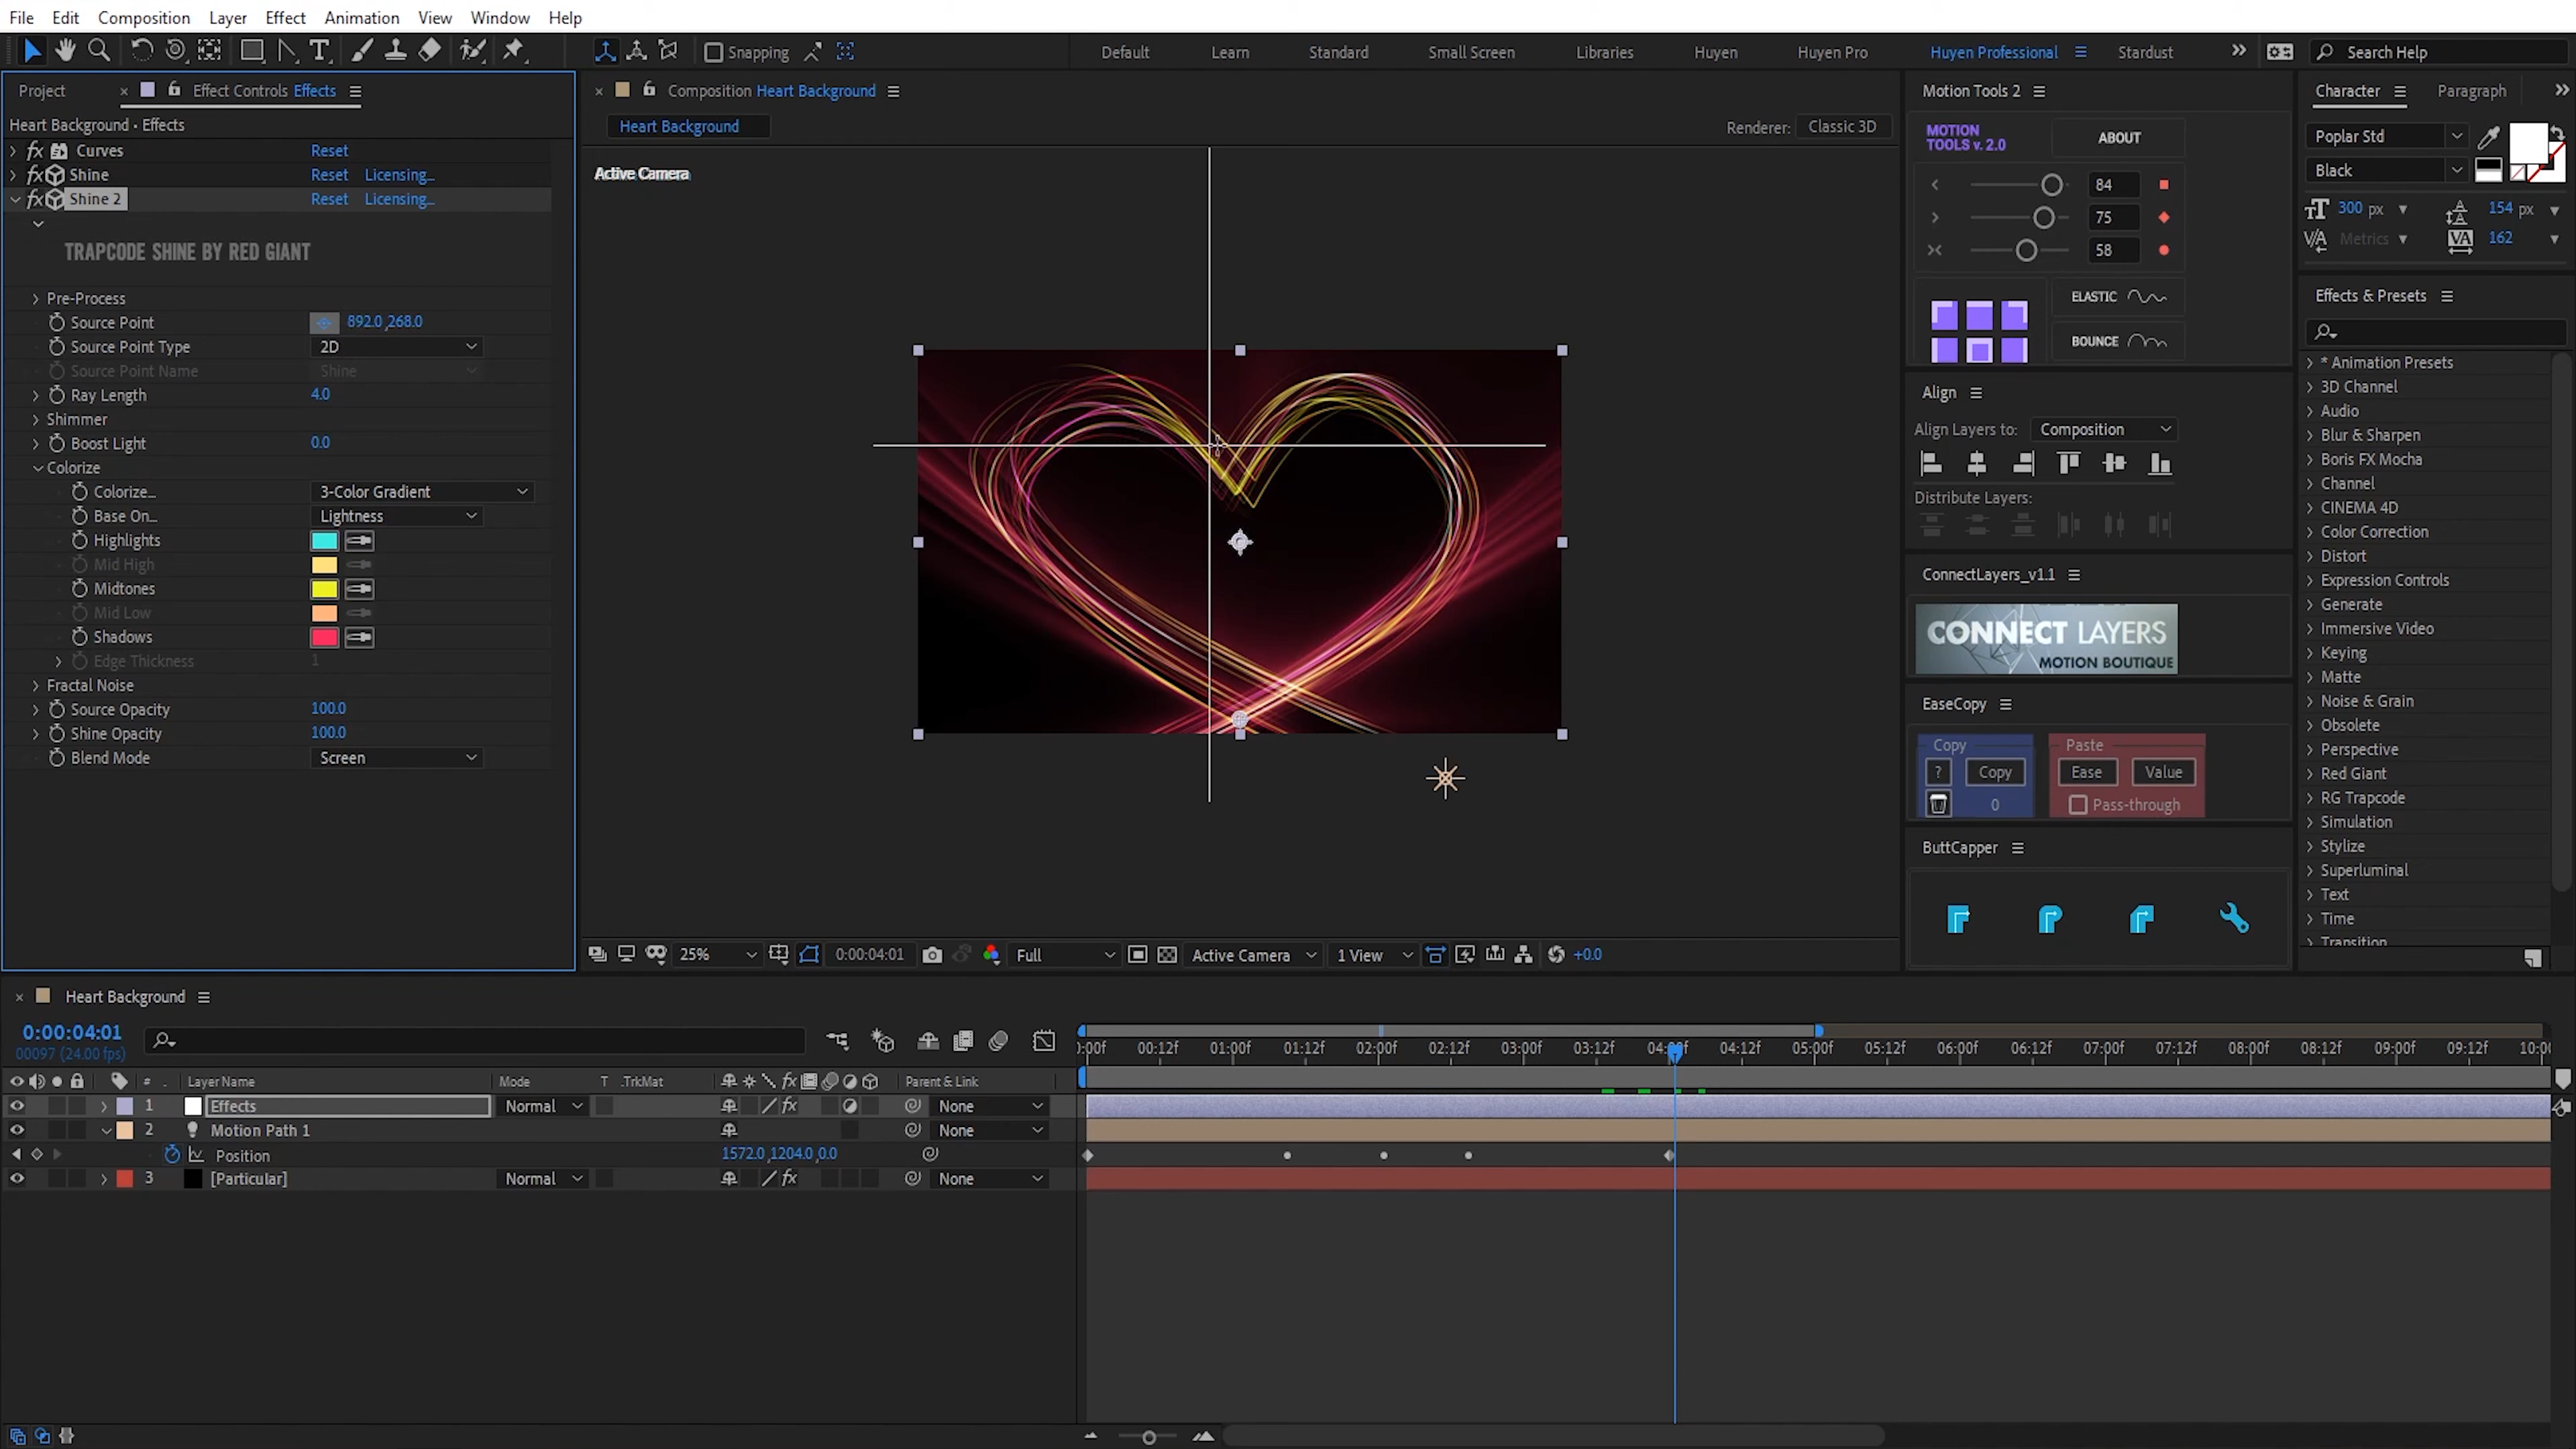 File Edit Composition Layer Effect Animation View Window Help
Snapping Default Learn Standard Small Screen Libraries Huyen Huyen Pro Huyen Professional Stardust Search Help
Project Effect Controls Effects
Heart Background • Effects
fx Curves Reset
fx Shine Reset Licensing...
fx Shine 2 Reset Licensing...
TRAPCODE SHINE BY RED GIANT
Pre-Process
Source Point 892.0,268.0
Source Point Type 2D
Source Point Name Shine
Ray Length 4.0
Shimmer
Boost Light 0.0
Colorize
Colorize... 3-Color Gradient
Base On... Lightness
Highlights
Mid High
Midtones
Mid Low
Shadows
Edge Thickness 1
Fractal Noise
Source Opacity 100.0
Shine Opacity 100.0
Blend Mode Screen
Composition Heart Background
Heart Background Renderer: Classic 3D
Active Camera
25% 0:00:04:01 Full Active Camera 1 View +0.0
Motion Tools 2
MOTION
TOOLS v. 2.0
ABOUT
84
75
58
ELASTIC
BOUNCE
Align
Align Layers to: Composition
Distribute Layers:
ConnectLayers_v1.1
CONNECT LAYERS
MOTION BOUTIQUE
EaseCopy
Copy Paste
? Copy Ease Value
0 Pass-through
ButtCapper
Character Paragraph
Poplar Std
Black
300 px 154 px
Metrics 162
Effects & Presets
* Animation Presets
3D Channel
Audio
Blur & Sharpen
Boris FX Mocha
Channel
CINEMA 4D
Color Correction
Distort
Expression Controls
Generate
Immersive Video
Keying
Matte
Noise & Grain
Obsolete
Perspective
Red Giant
RG Trapcode
Simulation
Stylize
Superluminal
Text
Time
Transition
Heart Background
0:00:04:01
00097 (24.00 fps)
# Layer Name Mode T .TrkMat Parent & Link
1 Effects Normal None
2 Motion Path 1 None
Position 1572.0,1204.0,0.0
3 [Particular] Normal None
):00f 00:12f 01:00f 01:12f 02:00f 02:12f 03:00f 03:12f 04:12f 05:00f 05:12f 06:00f 06:12f 07:00f 07:12f 08:00f 08:12f 09:00f 09:12f 10:0